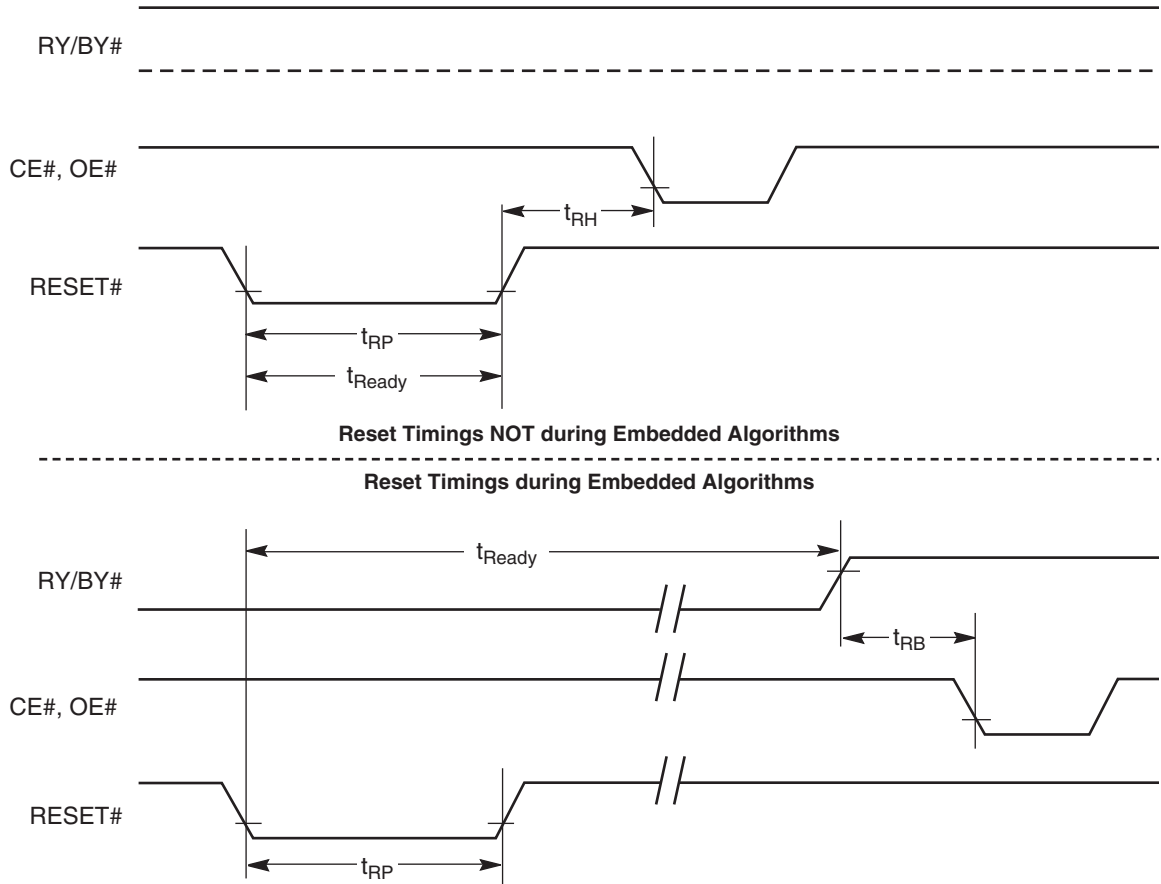 RY/BY#
CE#, OE#
tRH
RESET#
tRP
tReady
Reset Timings NOT during Embedded Algorithms
Reset Timings during Embedded Algorithms
tReady
RY/BY#
tRB
CE#, OE#
RESET#
tRP